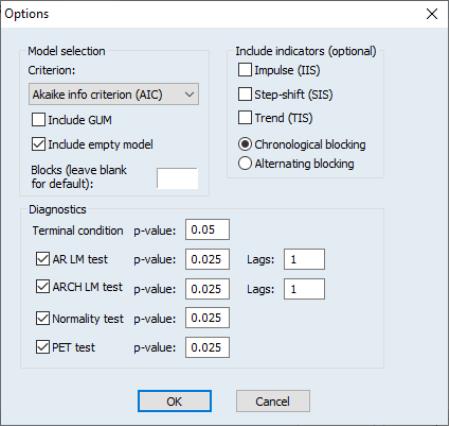 Options
Model selection
Criterion:
Akaike info criterion (AIC)
Include GUM
Include empty model
Blocks (leave blank
for default):
Include indicators (optional)
Impulse (IIS)
Step-shift (SIS)
Trend (TIS)
Chronological blocking
Alternating blocking
Diagnostics
Terminal condition p-value: 0.05
AR LM test p-value: 0.025 Lags: 1
ARCH LM test p-value: 0.025 Lags: 1
Normality test p-value: 0.025
PET test p-value: 0.025
OK Cancel